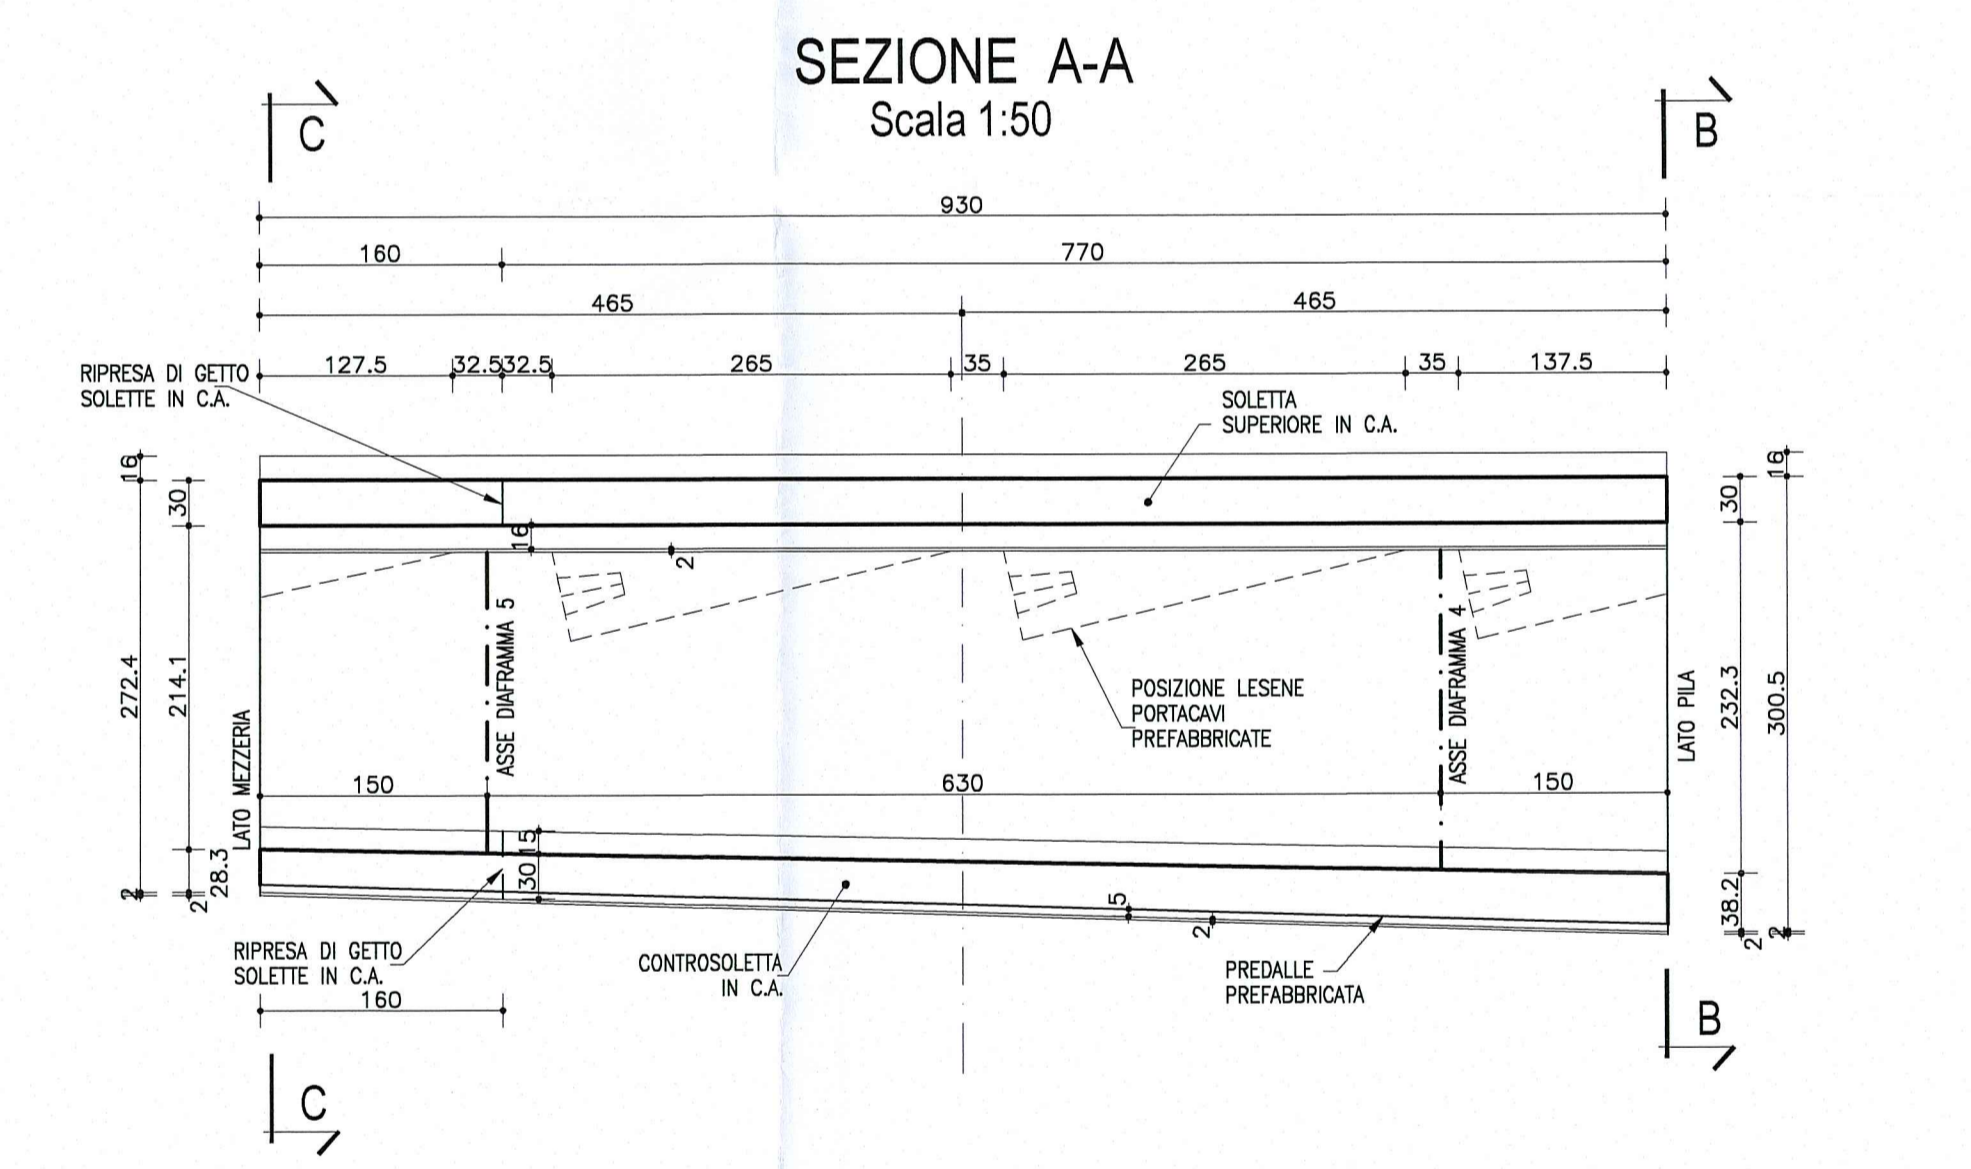 SEZIONE A-A
Scala 1:50
C
B
930
160
770
465
465
127.5
32.5
32.5
265
35
265
35
137.5
RIPRESA DI GETTO
SOLETTE IN C.A.
SOLETTA
SUPERIORE IN C.A.
16
30
16
2
16
30
272.4
214.1
ASSE DIAFRAMMA 5
ASSE DIAFRAMMA 4
POSIZIONE LESENE
PORTACAVI
PREFABBRICATE
LATO MEZZERIA
LATO PILA
232.3
300.5
150
630
150
15
30
28.3
2
2
5
2
38.2
2
2
RIPRESA DI GETTO
SOLETTE IN C.A.
CONTROSOLETTA
IN C.A.
PREDALLE
PREFABBRICATA
160
B
C